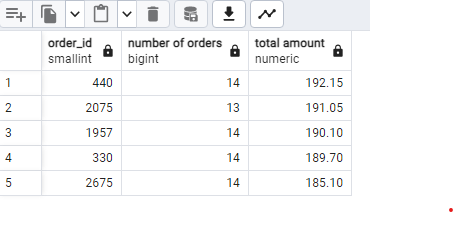 order_id number of orders total amount
smallint bigint numeric
1 440 14 192.15
2 2075 13 191.05
3 1957 14 190.10
4 330 14 189.70
5 2675 14 185.10